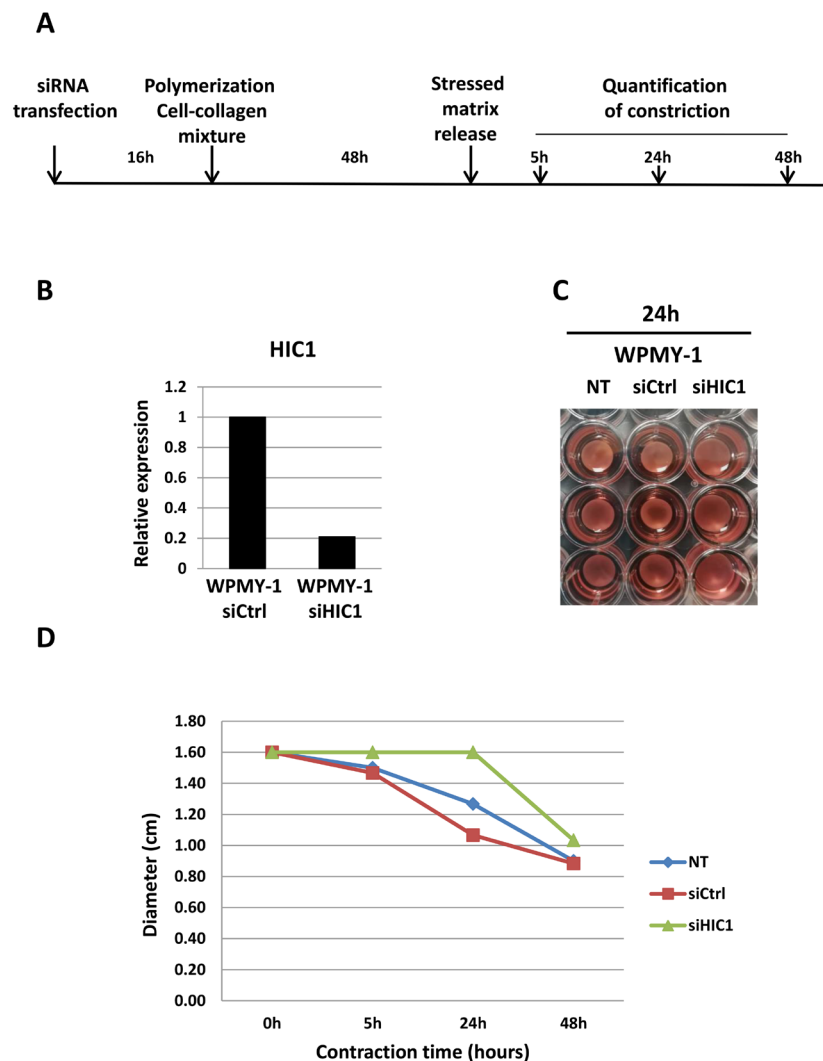 A
siRNA
transfection
Polymerization
Cell-collagen
mixture
Stressed
matrix
release
Quantification
of constriction
16h
48h
5h
24h
48h
B
HIC1
Relative expression
1.2
1
0.8
0.6
0.4
0.2
0
WPMY-1
siCtrl
WPMY-1
siHIC1
C
24h
WPMY-1
NT siCtrl siHIC1
D
Diameter (cm)
1.80
1.60
1.40
1.20
1.00
0.80
0.60
0.40
0.20
0.00
0h 5h 24h 48h
Contraction time (hours)
NT
siCtrl
siHIC1